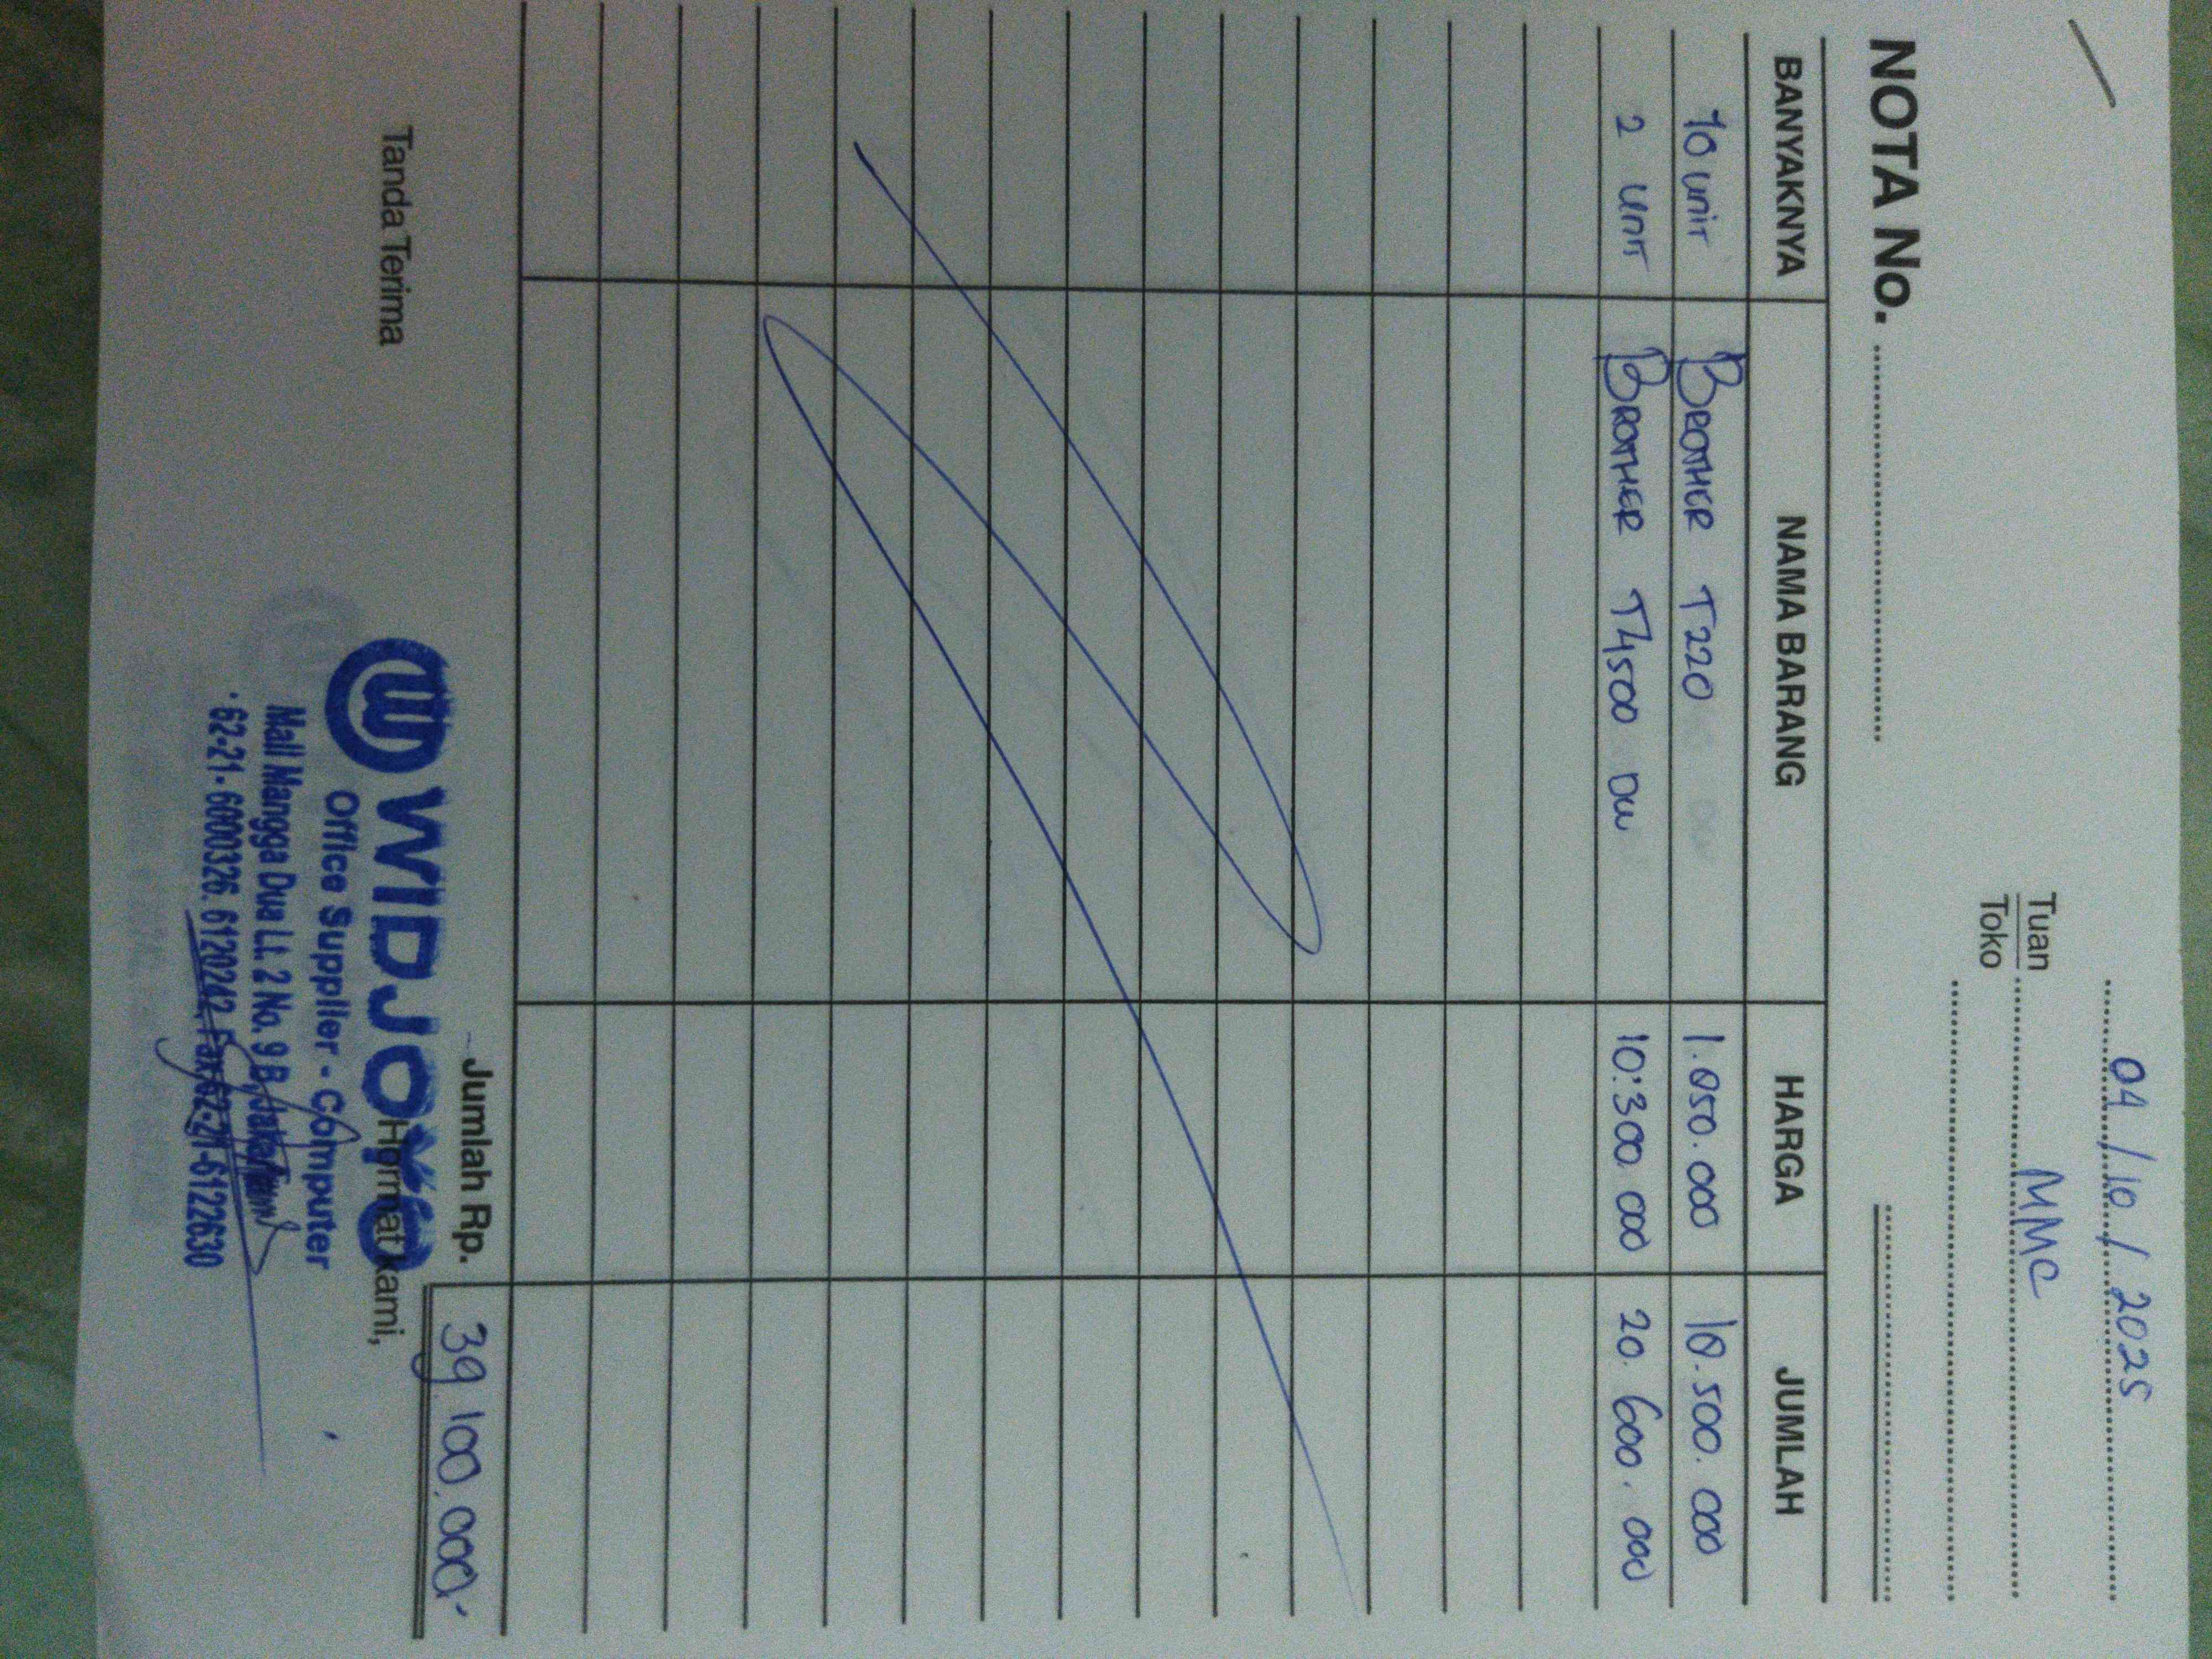 04/10/2025
Tuan MMC
Toko
NOTA No.
BANYAKNYA NAMA BARANG HARGA JUMLAH
10 unit BROTHER T220 1.050.000 10.500.000
2 unit BROTHER T4500 DW 10.300.000 20.600.000
Jumlah Rp. 39.100.000,-
Tanda Terima Hormat kami,
WIDJOYO
Office Supplier - Computer
Mall Mangga Dua Lt. 2 No. 9 B, Jakarta
62-21-6000326, 6120242, Fax. 62-21-6122630